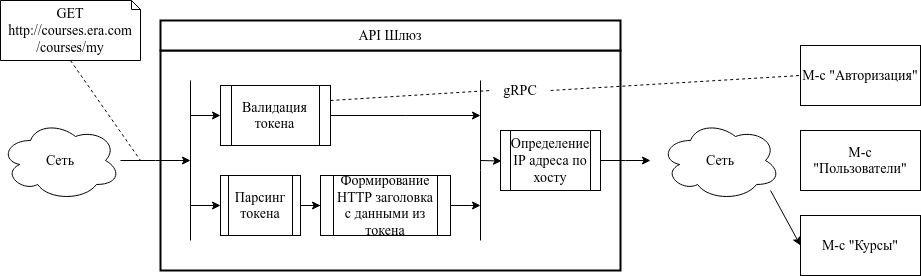 GET
http://courses.era.com
/courses/my
API Шлюз
Сеть
Валидация
токена
Парсинг
токена
Формирование
HTTP заголовка
с данными из
токена
gRPC
Определение
IP адреса по
хосту
Сеть
М-с "Авторизация"
М-с
"Пользователи"
М-с "Курсы"